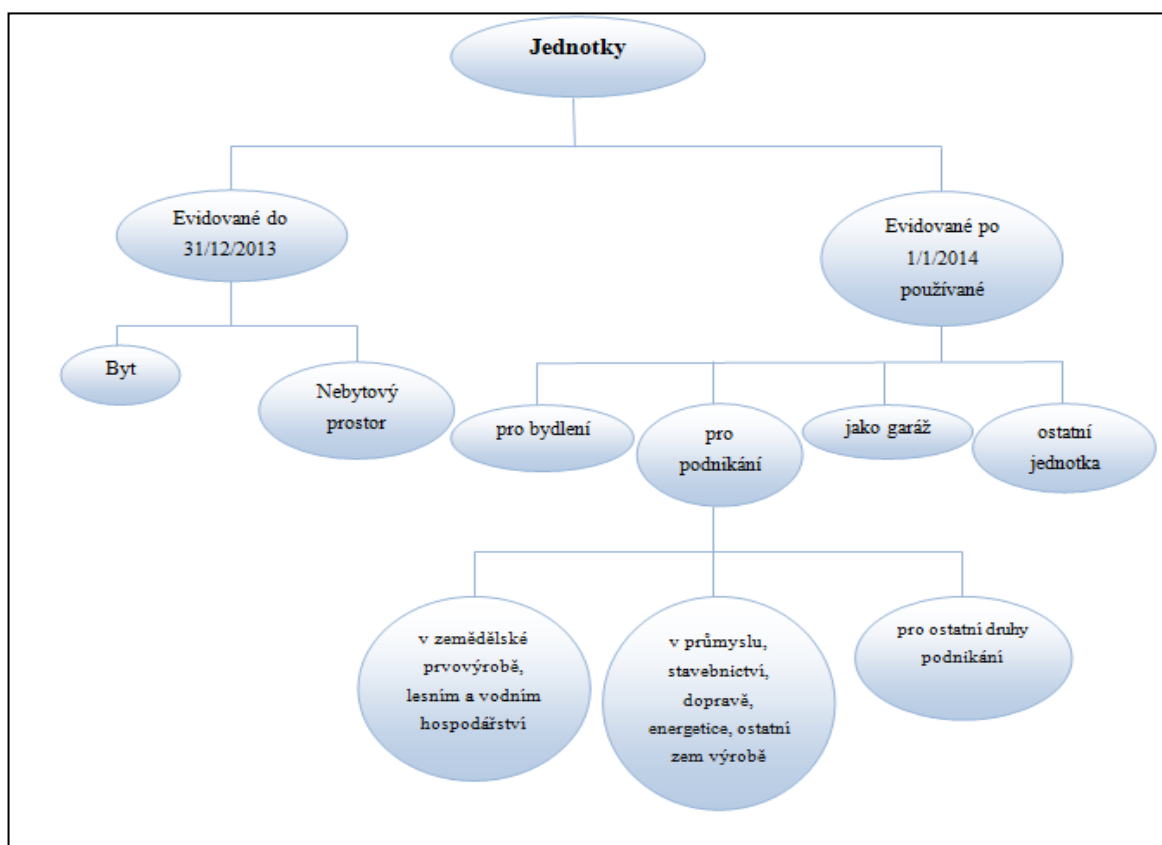 Jednotky
Evidované do
31/12/2013
Evidované po
1/1/2014
používané
Byt
Nebytový
prostor
pro bydlení
pro
podnikání
jako garáž
ostatní
jednotka
v zemědělské
prvovýrobě,
lesním a vodním
hospodářství
v průmyslu,
stavebnictví,
dopravě,
energetice, ostatní
zem výrobě
pro ostatní druhy
podnikání